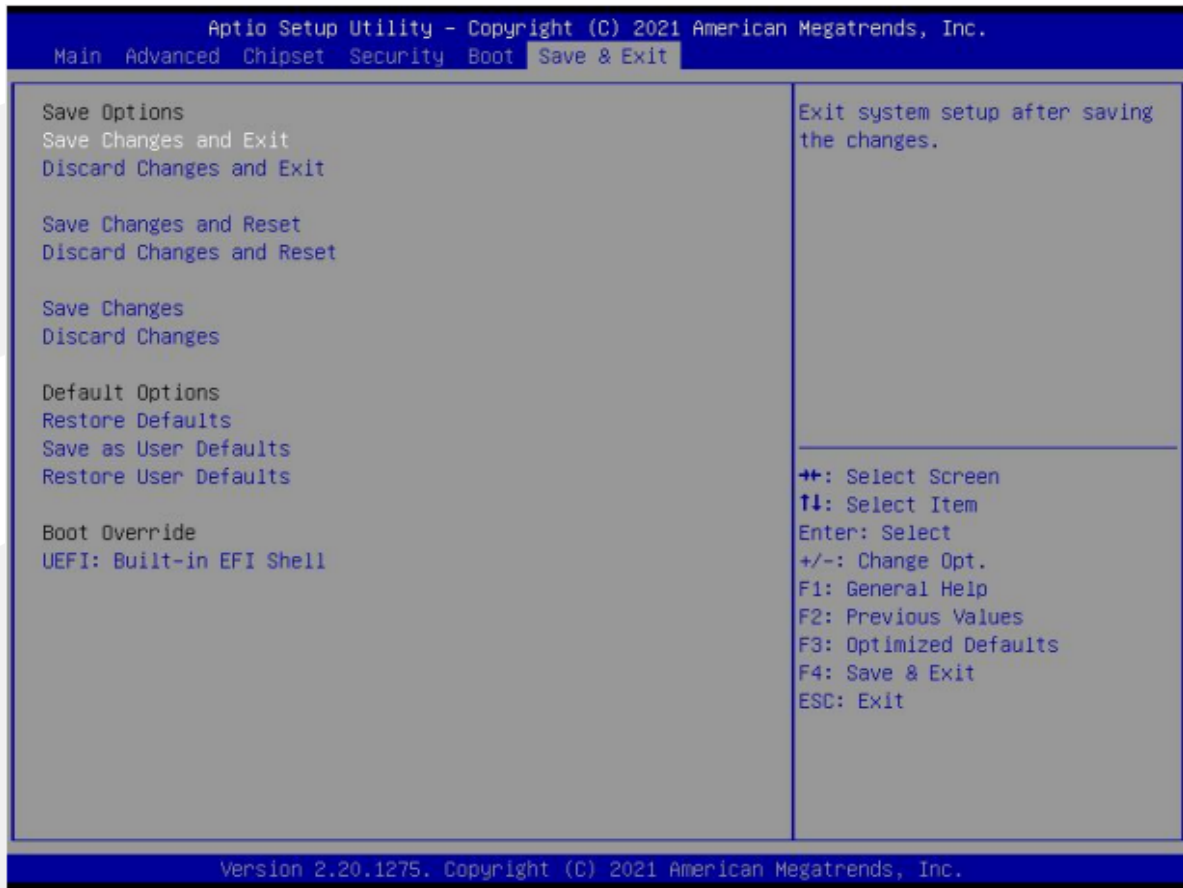 Aptio Setup Utility – Copyright (C) 2021 American Megatrends, Inc.
Main Advanced Chipset Security Boot Save & Exit
Save Options
Save Changes and Exit
Discard Changes and Exit
Save Changes and Reset
Discard Changes and Reset
Save Changes
Discard Changes
Default Options
Restore Defaults
Save as User Defaults
Restore User Defaults
Boot Override
UEFI: Built-in EFI Shell
Exit system setup after saving
the changes.
→←: Select Screen
↑↓: Select Item
Enter: Select
+/-: Change Opt.
F1: General Help
F2: Previous Values
F3: Optimized Defaults
F4: Save & Exit
ESC: Exit
Version 2.20.1275. Copyright (C) 2021 American Megatrends, Inc.